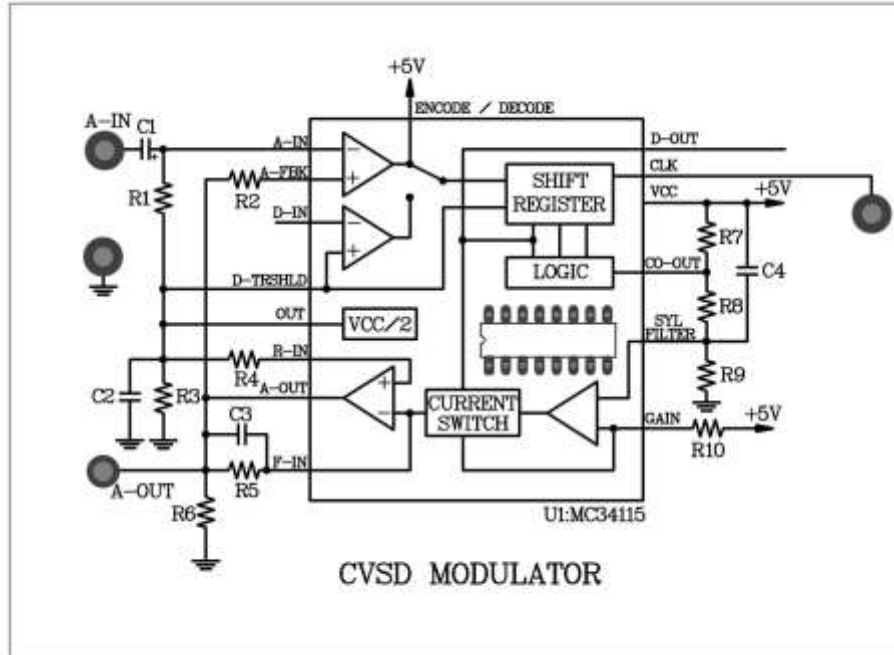 +5V
ENCODE / DECODE
A-IN
C1
A-IN
D-OUT
CLK
A-FBK
SHIFT
REGISTER
VCC
+5V
R1
R2
D-IN
R7
LOGIC
CO-OUT
C4
D-TRSHLD
R8
OUT
VCC/2
SYL
FILTER
R-IN
R4
R9
C2
R3
A-OUT
CURRENT
SWITCH
+5V
C3
GAIN
R10
F-IN
R5
A-OUT
R6
U1:MC34115
CVSD MODULATOR